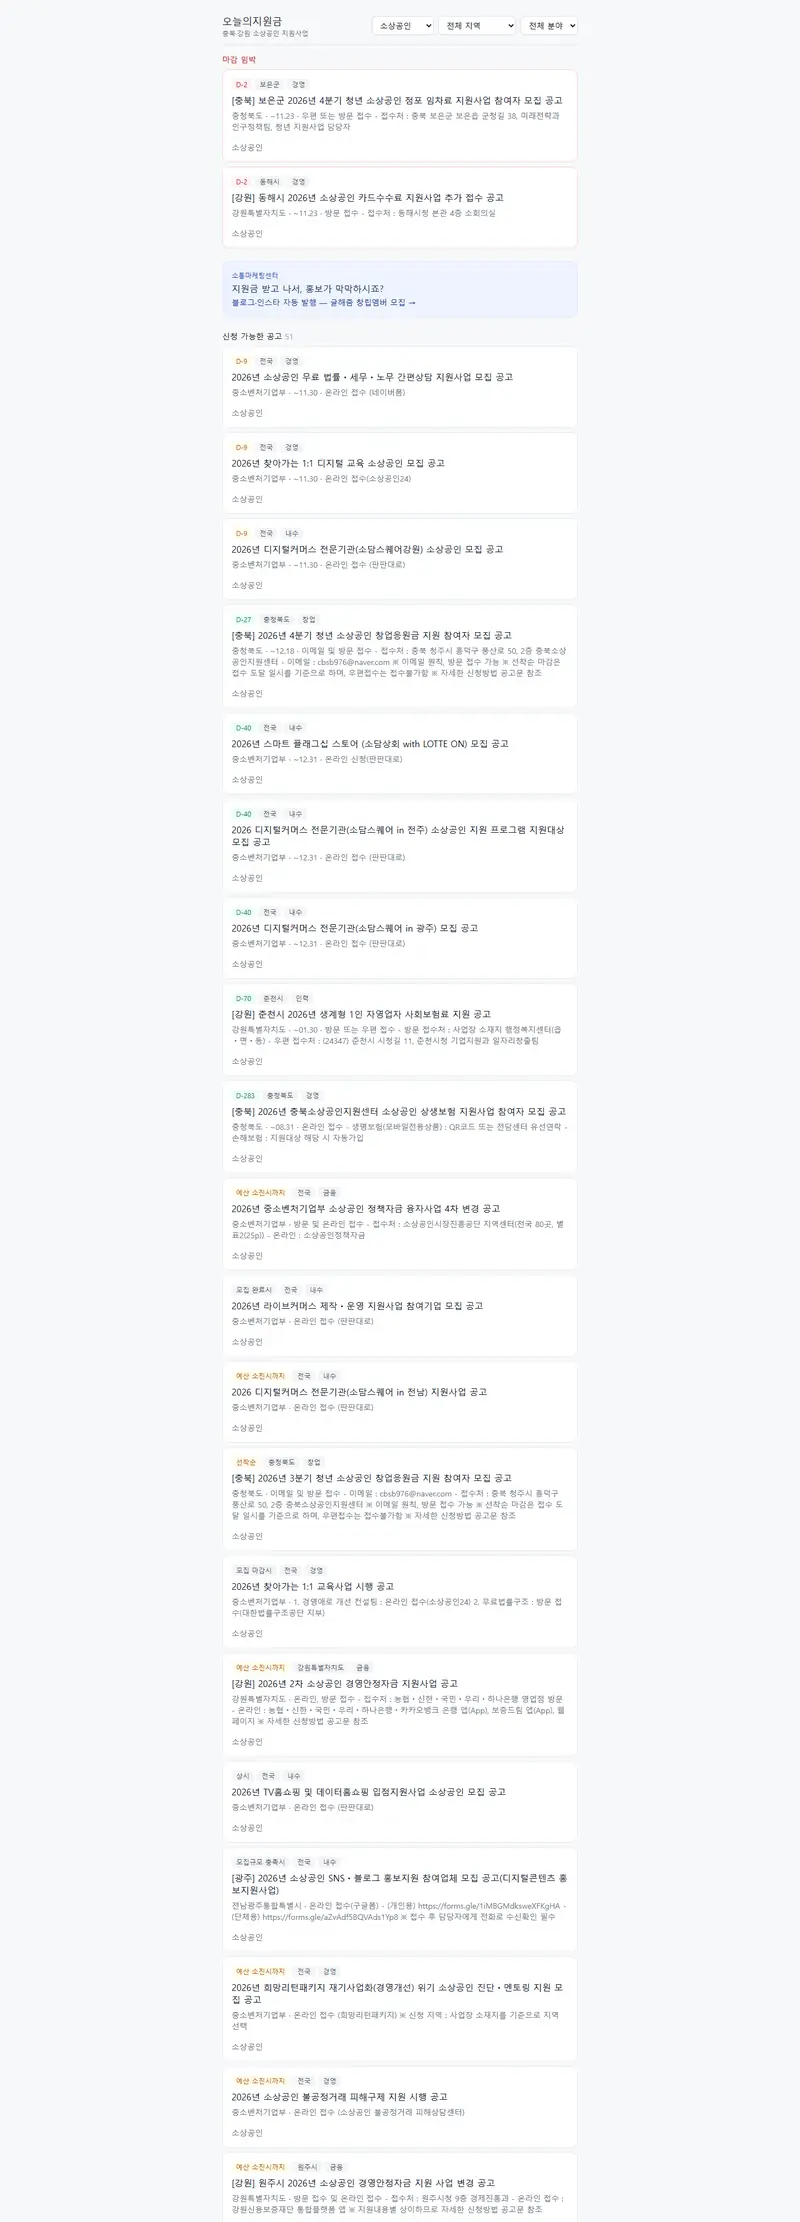 오늘의지원금
충북·강원 소상공인 지원사업
소상공인
전체 지역
전체 분야
마감 임박
D-2 보은군 경영
[충북] 보은군 2026년 4분기 청년 소상공인 점포 임차료 지원사업 참여자 모집 공고
충청북도 · ~11.23 · 우편 또는 방문 접수 - 접수처 : 충북 보은군 보은읍 군청길 38, 미래전략과
인구정책팀, 청년 지원사업 담당자
소상공인
D-2 동해시 경영
[강원] 동해시 2026년 소상공인 카드수수료 지원사업 추가 접수 공고
강원특별자치도 · ~11.23 · 방문 접수 - 접수처 : 동해시청 본관 4층 소회의실
소상공인
소통마케팅센터
지원금 받고 나서, 홍보가 막막하시죠?
블로그·인스타 자동 발행 — 글해줌 창립멤버 모집 →
신청 가능한 공고 51
D-9 전국 경영
2026년 소상공인 무료 법률・세무・노무 간편상담 지원사업 모집 공고
중소벤처기업부 · ~11.30 · 온라인 접수 (네이버폼)
소상공인
D-9 전국 경영
2026년 찾아가는 1:1 디지털 교육 소상공인 모집 공고
중소벤처기업부 · ~11.30 · 온라인 접수(소상공인24)
소상공인
D-9 전국 내수
2026년 디지털커머스 전문기관(소담스퀘어강원) 소상공인 모집 공고
중소벤처기업부 · ~11.30 · 온라인 접수 (판판대로)
소상공인
D-27 충청북도 창업
[충북] 2026년 4분기 청년 소상공인 창업응원금 지원 참여자 모집 공고
충청북도 · ~12.18 · 이메일 및 방문 접수 - 접수처 : 충북 청주시 흥덕구 풍산로 50, 2층 충북소상
공인지원센터 - 이메일 : cbsb976@naver.com ※ 이메일 원칙, 방문 접수 가능 ※ 선착순 마감은
접수 도달 일시를 기준으로 하며, 우편접수는 접수불가함 ※ 자세한 신청방법 공고문 참조
소상공인
D-40 전국 내수
2026년 스마트 플래그십 스토어 (소담상회 with LOTTE ON) 모집 공고
중소벤처기업부 · ~12.31 · 온라인 신청(판판대로)
소상공인
D-40 전국 내수
2026 디지털커머스 전문기관(소담스퀘어 in 전주) 소상공인 지원 프로그램 지원대상
모집 공고
중소벤처기업부 · ~12.31 · 온라인 접수 (판판대로)
소상공인
D-40 전국 내수
2026년 디지털커머스 전문기관(소담스퀘어 in 광주) 모집 공고
중소벤처기업부 · ~12.31 · 온라인 접수 (판판대로)
소상공인
D-70 춘천시 인력
[강원] 춘천시 2026년 생계형 1인 자영업자 사회보험료 지원 공고
강원특별자치도 · ~01.30 · 방문 또는 우편 접수 - 방문 접수처 : 사업장 소재지 행정복지센터(읍
・면・동) - 우편 접수처 : (24347) 춘천시 시청길 11, 춘천시청 기업지원과 일자리창출팀
소상공인
D-283 충청북도 경영
[충북] 2026년 충북소상공인지원센터 소상공인 상생보험 지원사업 참여자 모집 공고
충청북도 · ~08.31 · 온라인 접수 - 생명보험(모바일전용상품) : QR코드 또는 전담센터 유선연락 -
손해보험 : 지원대상 해당 시 자동가입
소상공인
예산 소진시까지 전국 금융
2026년 중소벤처기업부 소상공인 정책자금 융자사업 4차 변경 공고
중소벤처기업부 · 방문 및 온라인 접수 - 접수처 : 소상공인시장진흥공단 지역센터(전국 80곳, 별
표2(25p)) - 온라인 : 소상공인정책자금
소상공인
모집 완료시 전국 내수
2026년 라이브커머스 제작・운영 지원사업 참여기업 모집 공고
중소벤처기업부 · 온라인 접수 (판판대로)
소상공인
예산 소진시까지 전국 내수
2026 디지털커머스 전문기관(소담스퀘어 in 전남) 지원사업 공고
중소벤처기업부 · 온라인 접수 (판판대로)
소상공인
선착순 충청북도 창업
[충북] 2026년 3분기 청년 소상공인 창업응원금 지원 참여자 모집 공고
충청북도 · 이메일 및 방문 접수 - 이메일 : cbsb976@naver.com - 접수처 : 충북 청주시 흥덕구
풍산로 50, 2층 충북소상공인지원센터 ※ 이메일 원칙, 방문 접수 가능 ※ 선착순 마감은 접수 도
달 일시를 기준으로 하며, 우편접수는 접수불가함 ※ 자세한 신청방법 공고문 참조
소상공인
모집 마감시 전국 경영
2026년 찾아가는 1:1 교육사업 시행 공고
중소벤처기업부 · 1. 경영애로 개선 컨설팅 : 온라인 접수(소상공인24) 2. 무료법률구조 : 방문 접
수(대한법률구조공단 지부)
소상공인
예산 소진시까지 강원특별자치도 금융
[강원] 2026년 2차 소상공인 경영안정자금 지원사업 공고
강원특별자치도 · 온라인, 방문 접수 - 접수처 : 농협・신한・국민・우리・하나은행 영업점 방문
- 온라인 : 농협・신한・국민・우리・하나은행・카카오뱅크 은행 앱(App), 보증드림 앱(App), 웹
페이지 ※ 자세한 신청방법 공고문 참조
소상공인
상시 전국 내수
2026년 TV홈쇼핑 및 데이터홈쇼핑 입점지원사업 소상공인 모집 공고
중소벤처기업부 · 온라인 접수 (판판대로)
소상공인
모집규모 충족시 전국 내수
[광주] 2026년 소상공인 SNS・블로그 홍보지원 참여업체 모집 공고(디지털콘텐츠 홍
보지원사업)
전남광주통합특별시 · 온라인 접수(구글폼) - (개인용) https://forms.gle/1iMBGMdksweXFKgHA -
(단체용) https://forms.gle/aZvAdf58QVAds1Yp8 ※ 접수 후 담당자에게 전화로 수신확인 필수
소상공인
예산 소진시까지 전국 경영
2026년 희망리턴패키지 재기사업화(경영개선) 위기 소상공인 진단・멘토링 지원 모
집 공고
중소벤처기업부 · 온라인 접수 (희망리턴패키지) ※ 신청 지역 : 사업장 소재지를 기준으로 지역
선택
소상공인
예산 소진시까지 전국 경영
2026년 소상공인 불공정거래 피해구제 지원 시행 공고
중소벤처기업부 · 온라인 접수 (소상공인 불공정거래 피해상담센터)
소상공인
예산 소진시까지 원주시 금융
[강원] 원주시 2026년 소상공인 경영안정자금 지원 사업 변경 공고
강원특별자치도 · 방문 접수 및 온라인 접수 - 접수처 : 원주시청 9층 경제진흥과 - 온라인 접수 :
강원신용보증재단 통합플랫폼 앱 ※ 지원내용별 상이하므로 자세한 신청방법 공고문 참조